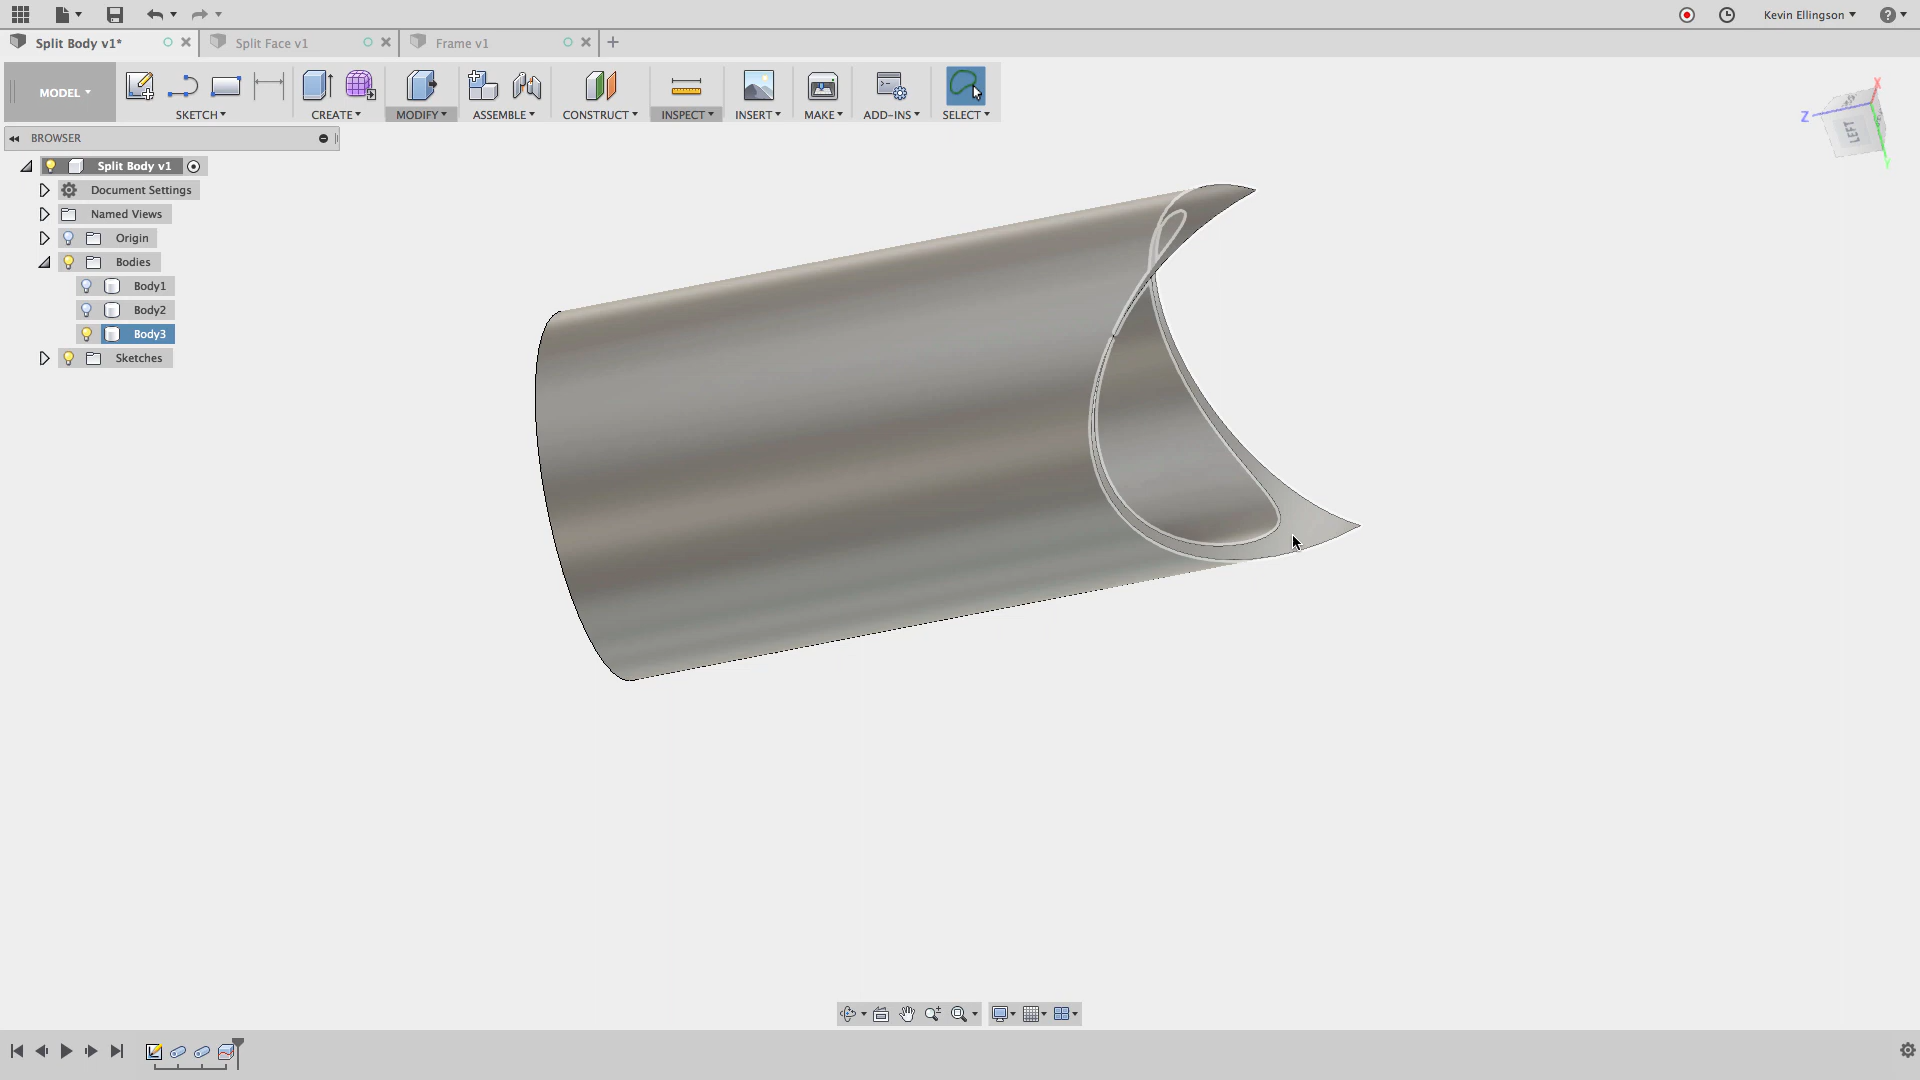 Kevin Ellingson
Split Body v1*
Split Face v1
Frame v1
MODEL
SKETCH
CREATE
MODIFY
ASSEMBLE
CONSTRUCT
INSPECT
INSERT
MAKE
ADD-INS
SELECT
BROWSER
Split Body v1
Document Settings
Named Views
Origin
Bodies
Body1
Body2
Body3
Sketches
X
Z
LEFT
Y